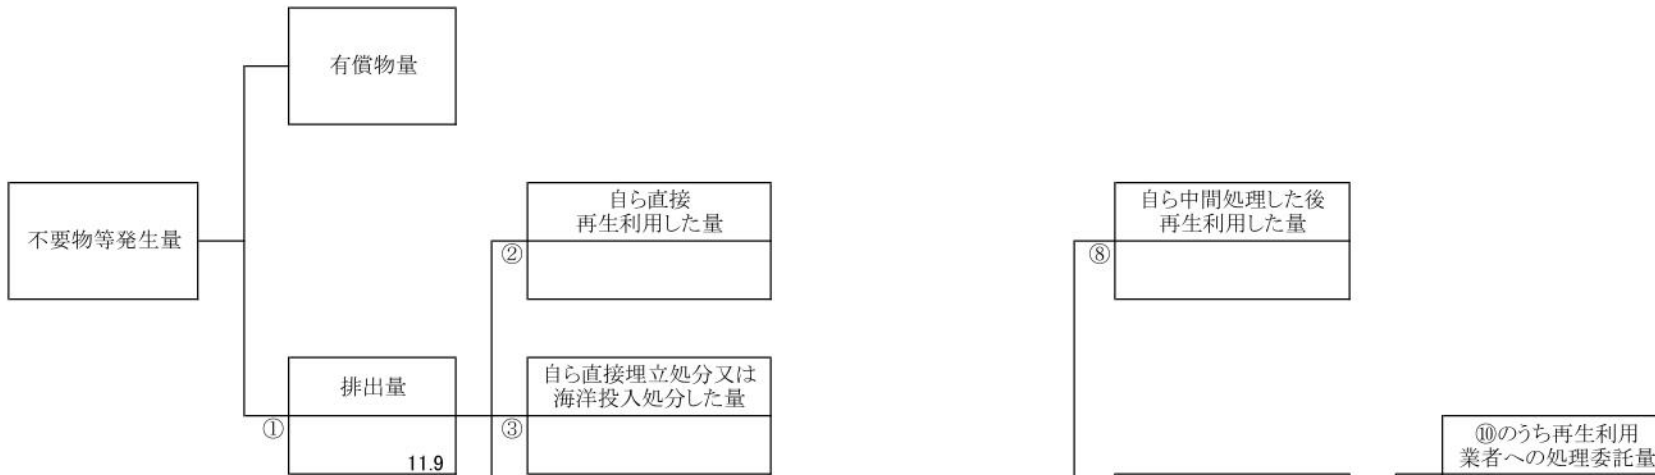 有償物量
不要物等発生量
自ら直接
再生利用した量
②
自ら中間処理した後
再生利用した量
⑧
排出量
①
11.9
自ら直接埋立処分又は
海洋投入処分した量
③
⑩のうち再生利用
業者への処理委託量